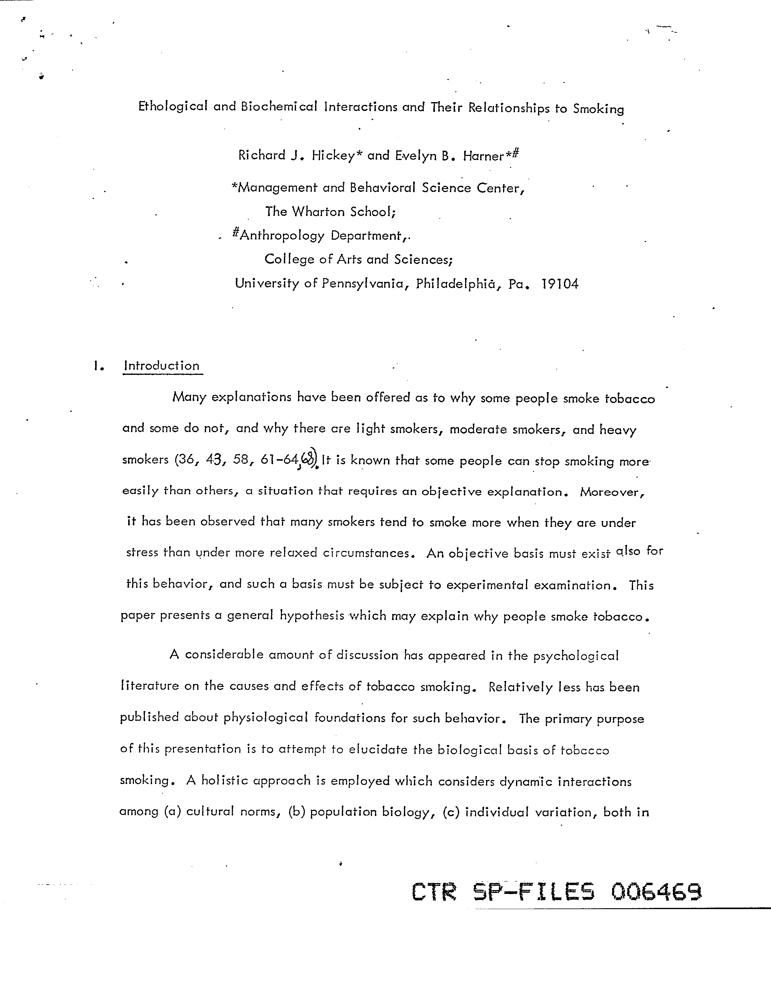 Ethological and Biochemical Interactions and Their Relationships to Smoking
Richard J. Hickey* and Evelyn B. Harner*#
*Management and Behavioral Science Center,
The Wharton School;
#Anthropology Department,
College of Arts and Sciences;
University of Pennsylvania, Philadelphia, Pa. 19104
I. Introduction
Many explanations have been offered as to why some people smoke tobacco
and some do not, and why there are light smokers, moderate smokers, and heavy
smokers (36, 43, 58, 61-64,68). It is known that some people can stop smoking more
easily than others, a situation that requires an objective explanation. Moreover,
it has been observed that many smokers tend to smoke more when they are under
stress than under more relaxed circumstances. An objective basis must exist also for
this behavior, and such a basis must be subject to experimental examination. This
paper presents a general hypothesis which may explain why people smoke tobacco.
A considerable amount of discussion has appeared in the psychological
literature on the causes and effects of tobacco smoking. Relatively less has been
published about physiological foundations for such behavior. The primary purpose
of this presentation is to attempt to elucidate the biological basis of tobacco
smoking. A holistic approach is employed which considers dynamic interactions
among (a) cultural norms, (b) population biology, (c) individual variation, both in
CTR SP-FILES 006469